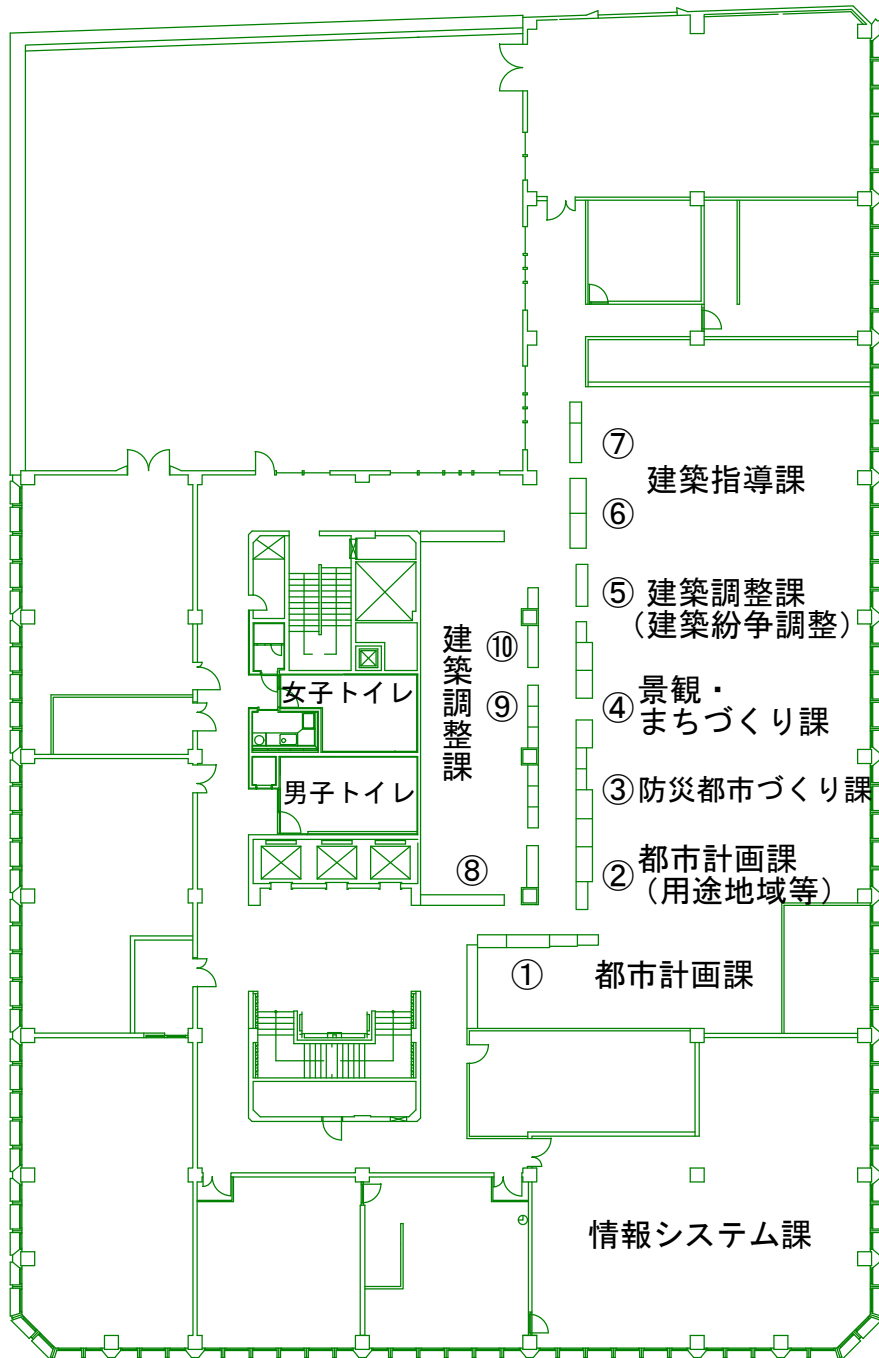 ⑦
建築指導課
⑥
⑤ 建築調整課
（建築紛争調整）
建築調整課
⑩
⑨
⑧
女子トイレ
男子トイレ
④ 景観・
まちづくり課
③ 防災都市づくり課
② 都市計画課
（用途地域等）
① 都市計画課
情報システム課